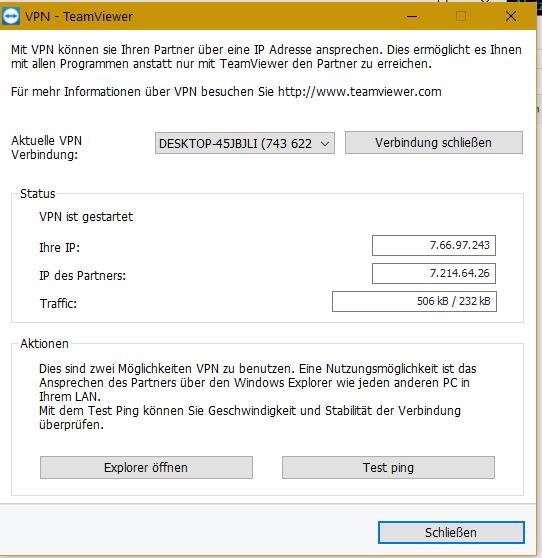 VPN - TeamViewer
Mit VPN können sie Ihren Partner über eine IP Adresse ansprechen. Dies ermöglicht es Ihnen
mit allen Programmen anstatt nur mit TeamViewer den Partner zu erreichen.
Für mehr Informationen über VPN besuchen Sie http://www.teamviewer.com
Aktuelle VPN
Verbindung:
DESKTOP-45JBJLI (743 622
Verbindung schließen
Status
VPN ist gestartet
Ihre IP:
7.66.97.243
IP des Partners:
7.214.64.26
Traffic:
506 kB / 232 kB
Aktionen
Dies sind zwei Möglichkeiten VPN zu benutzen. Eine Nutzungsmöglichkeit ist das
Ansprechen des Partners über den Windows Explorer wie jeden anderen PC in
Ihrem LAN.
Mit dem Test Ping können Sie Geschwindigkeit und Stabilität der Verbindung
überprüfen.
Explorer öffnen
Test ping
Schließen